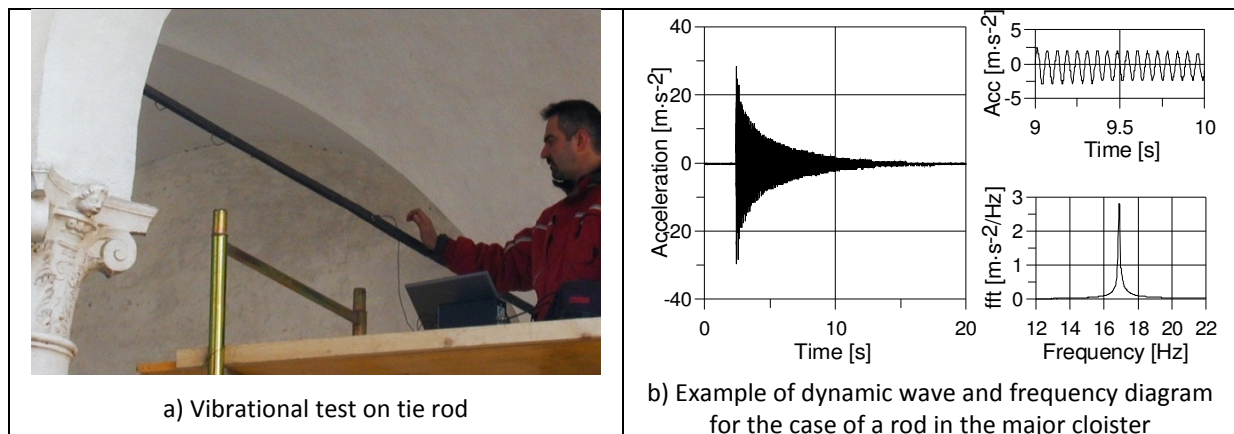 a) Vibrational test on tie rod
40
20
0
-20
-40
Acceleration [m·s-2]
0
10
20
Time [s]
5
0
-5
Acc [m·s-2]
9
9.5
10
Time [s]
3
2
1
0
fft [m·s-2/Hz]
12 14 16 18 20 22
Frequency [Hz]
b) Example of dynamic wave and frequency diagram
for the case of a rod in the major cloister